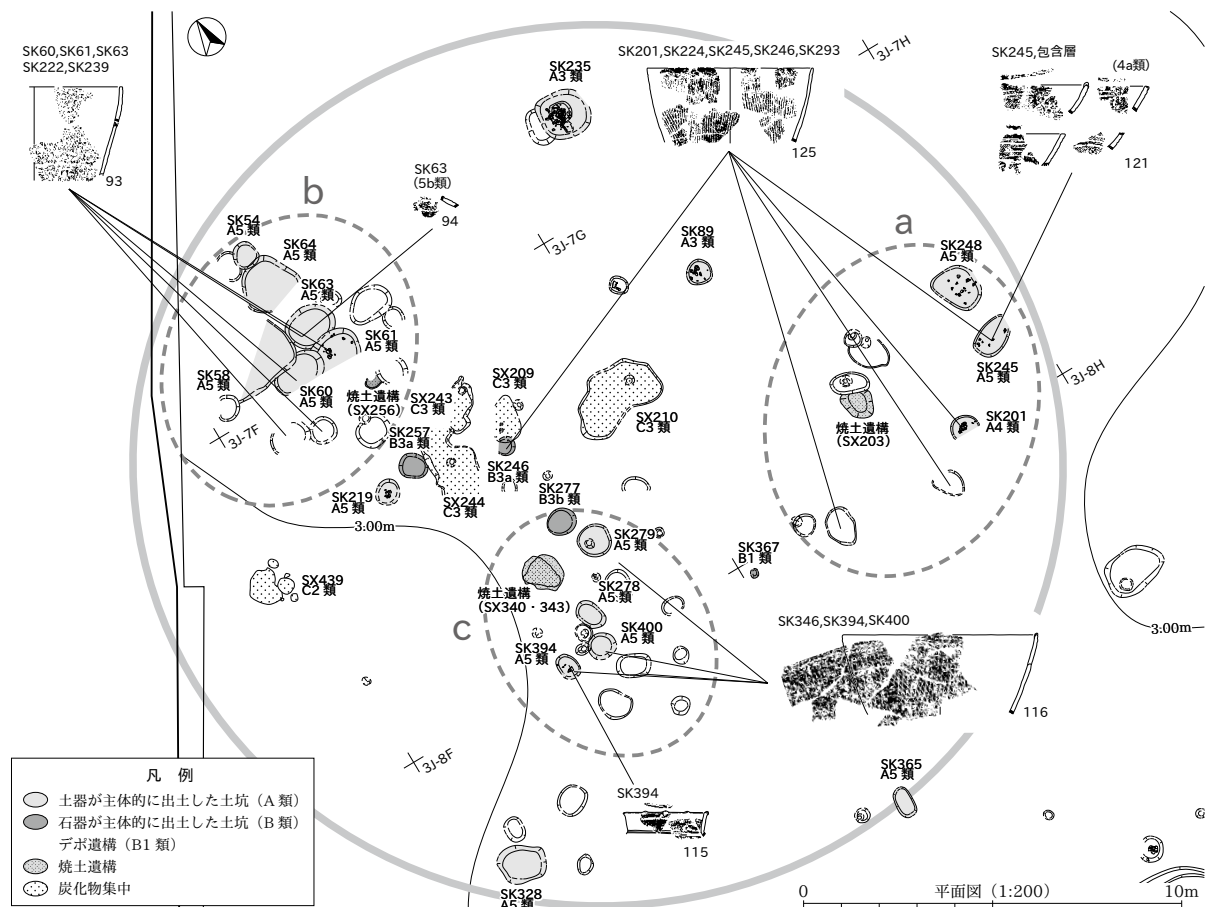 SK60,SK61,SK63
SK222,SK239
93
SK201,SK224,SK245,SK246,SK293
125
SK245,包含層
(4a類)
121
3J-7H
SK235
A3 類
SK63
(5b類)
94
b
a
SK54
A5 類
SK64
A5 類
SK63
A5 類
SK61
A5 類
SK58
A5 類
SK60
A5 類
焼土遺構
(SX256)
3J-7F
3J-7G
SK89
A3 類
SK248
A5 類
SK245
A5 類
3J-8H
SK201
A4 類
焼土遺構
(SX203)
SX243
C3 類
SX209
C3 類
SX210
C3 類
SK257
B3a 類
SK246
B3a 類
SK219
A5 類
SX244
C3 類
SK277
B3b 類
SK279
A5 類
3.00m
SX439
C2 類
焼土遺構
(SX340・343)
SK278
A5 類
SK367
B1 類
c
SK400
A5 類
SK394
A5 類
SK346,SK394,SK400
116
3.00m
3J-8F
SK394
115
SK365
A5 類
SK328
A5 類
凡 例
土器が主体的に出土した土坑（A 類）
石器が主体的に出土した土坑（B 類）
デポ遺構（B1 類）
焼土遺構
炭化物集中
0 平面図（1:200） 10m